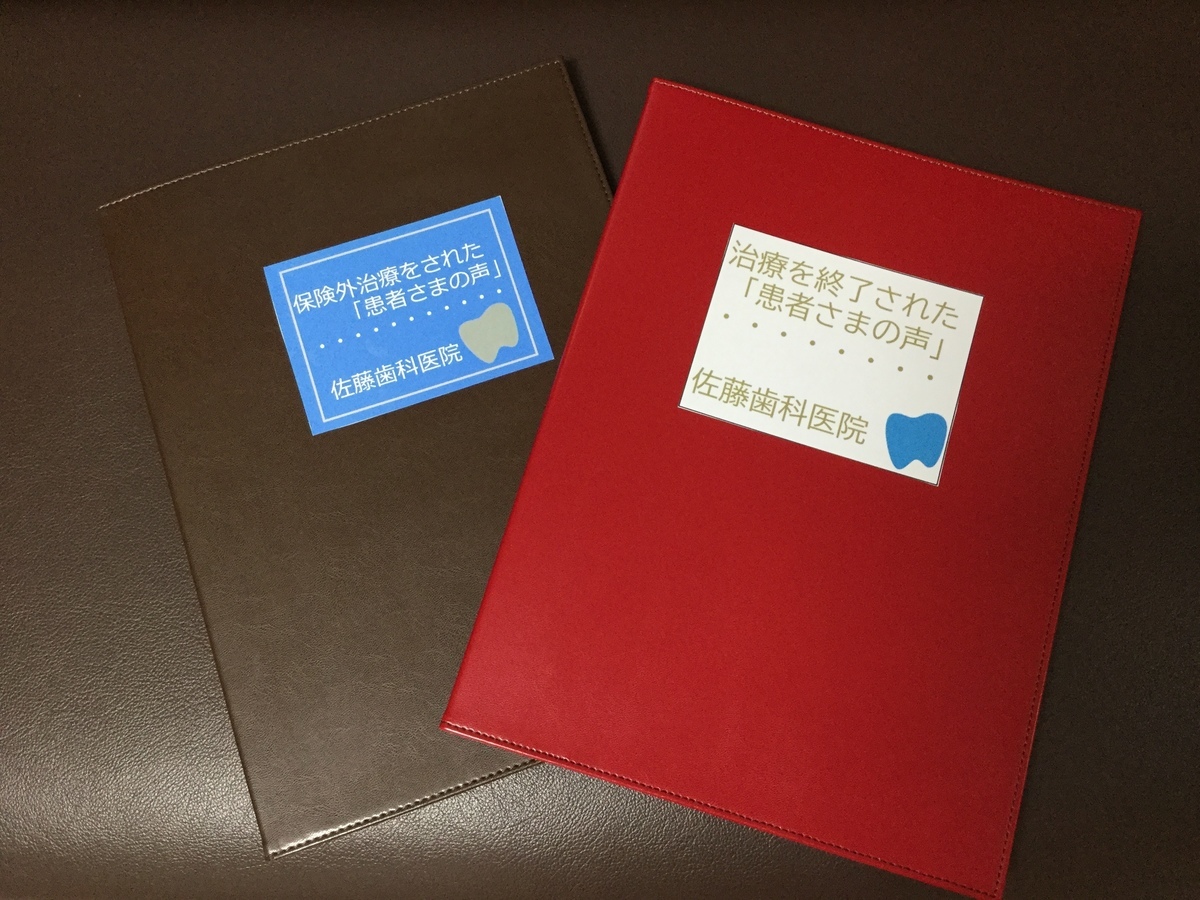 保険外治療をされた
「患者さまの声」
・・・・・・・・・・
佐藤歯科医院
治療を終了された
「患者さまの声」
・・・・・・・・
佐藤歯科医院